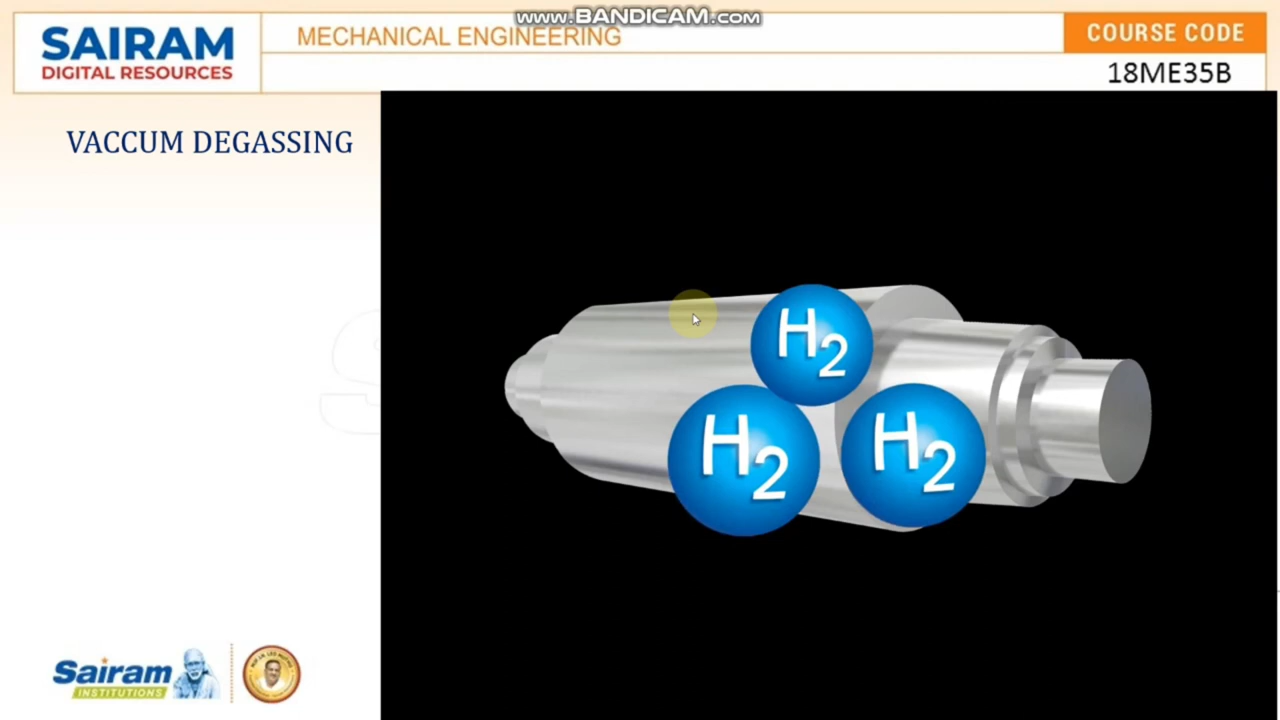 www.BANDICAM.com
SAIRAM
DIGITAL RESOURCES
MECHANICAL ENGINEERING
COURSE CODE
18ME35B
VACCUM DEGASSING
H2
H2
H2
Sairam
INSTITUTIONS